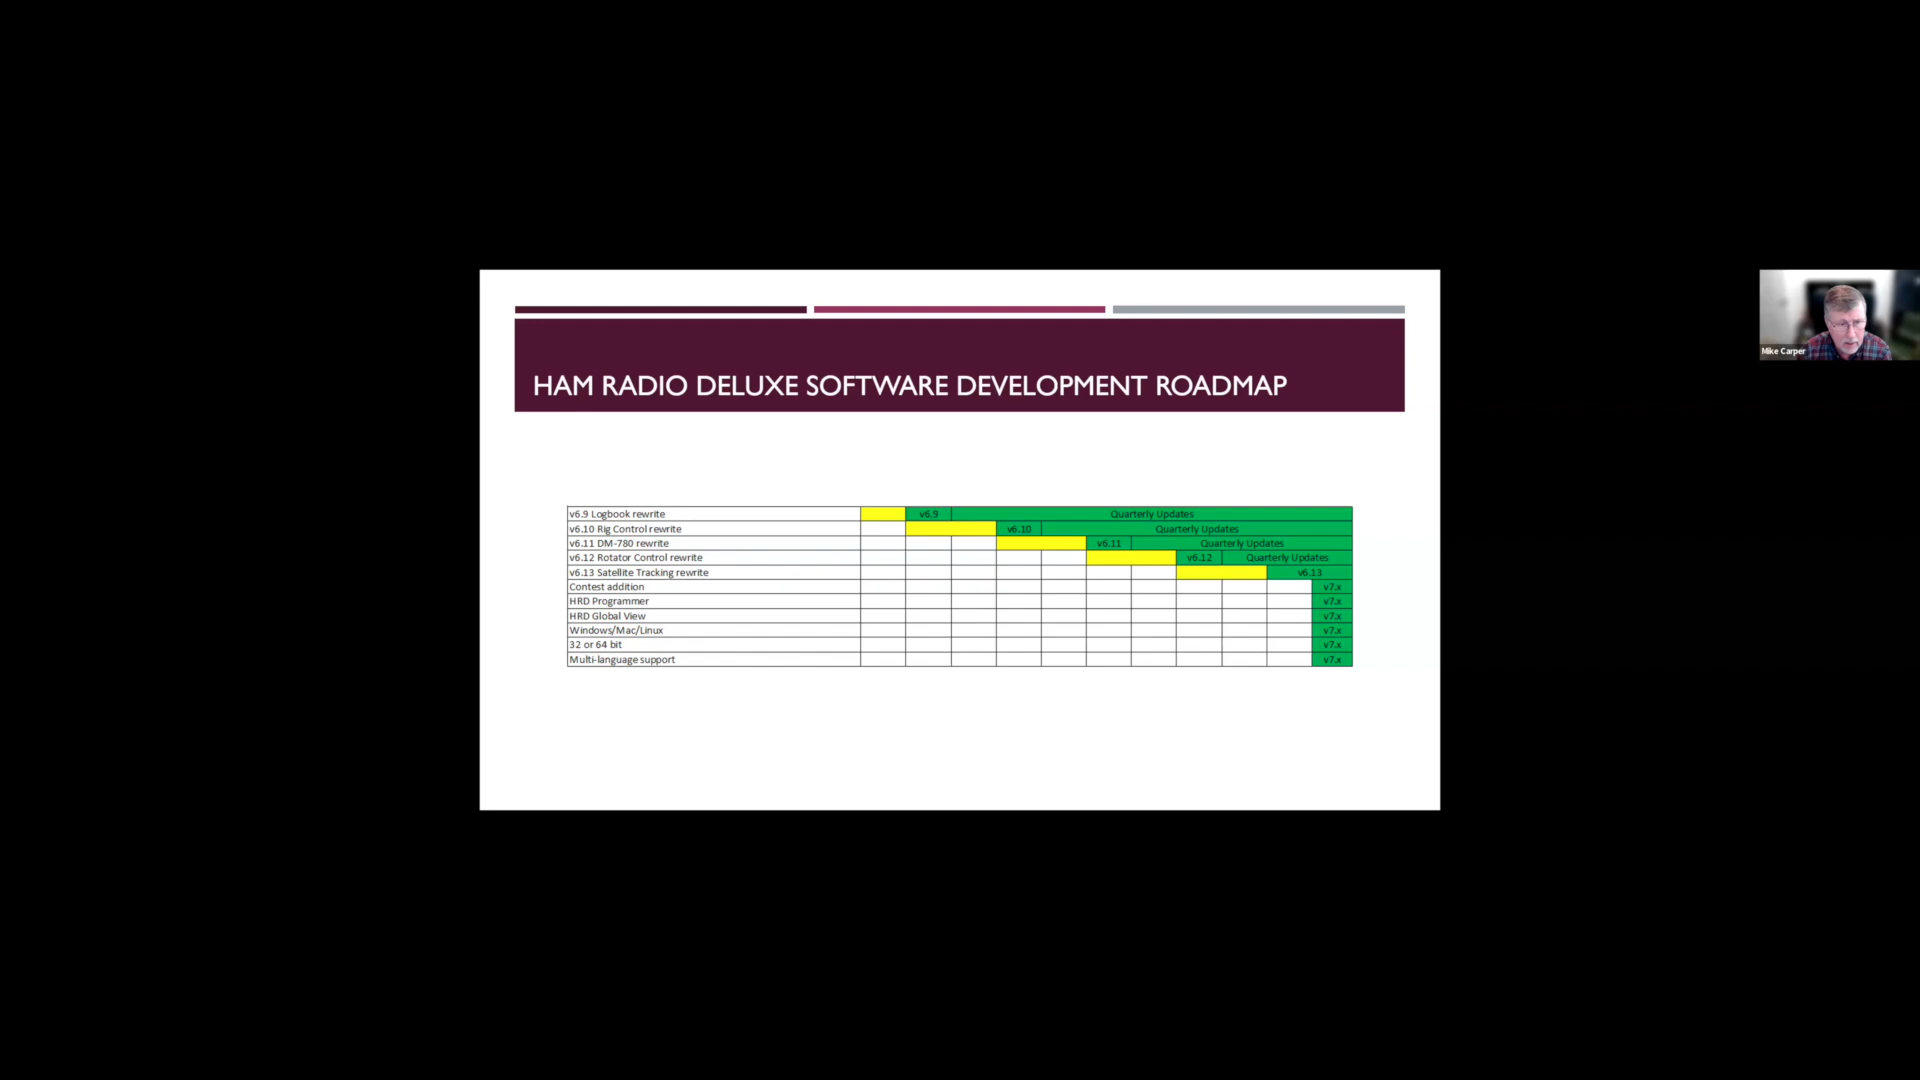 HAM RADIO DELUXE SOFTWARE DEVELOPMENT ROADMAP
v6.9 Logbook rewrite v6.9 Quarterly Updates
v6.10 Rig Control rewrite v6.10 Quarterly Updates
v6.11 DM-780 rewrite v6.11 Quarterly Updates
v6.12 Rotator Control rewrite v6.12 Quarterly Updates
v6.13 Satellite Tracking rewrite v6.13
Contest addition v7.x
HRD Programmer v7.x
HRD Global View v7.x
Windows/Mac/Linux v7.x
32 or 64 bit v7.x
Multi-language support v7.x
Mike Carper